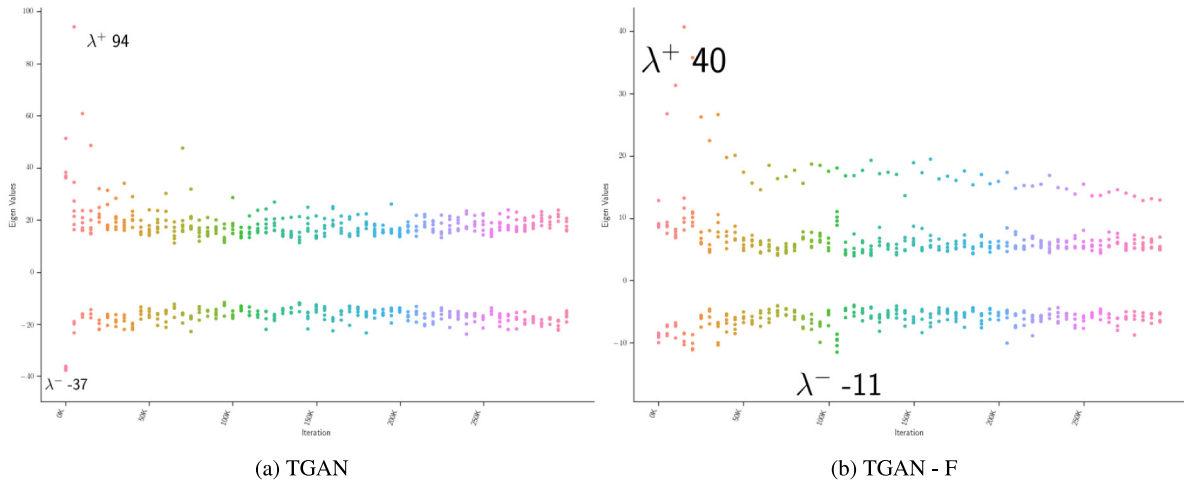 100
80
60
40
20
0
−20
−40
Eigen Values
λ⁺ 94
λ⁻ -37
0K
50K
100K
150K
200K
250K
Iteration
(a) TGAN
40
30
20
10
0
−10
Eigen Values
λ⁺ 40
λ⁻ -11
0K
50K
100K
150K
200K
250K
Iteration
(b) TGAN - F